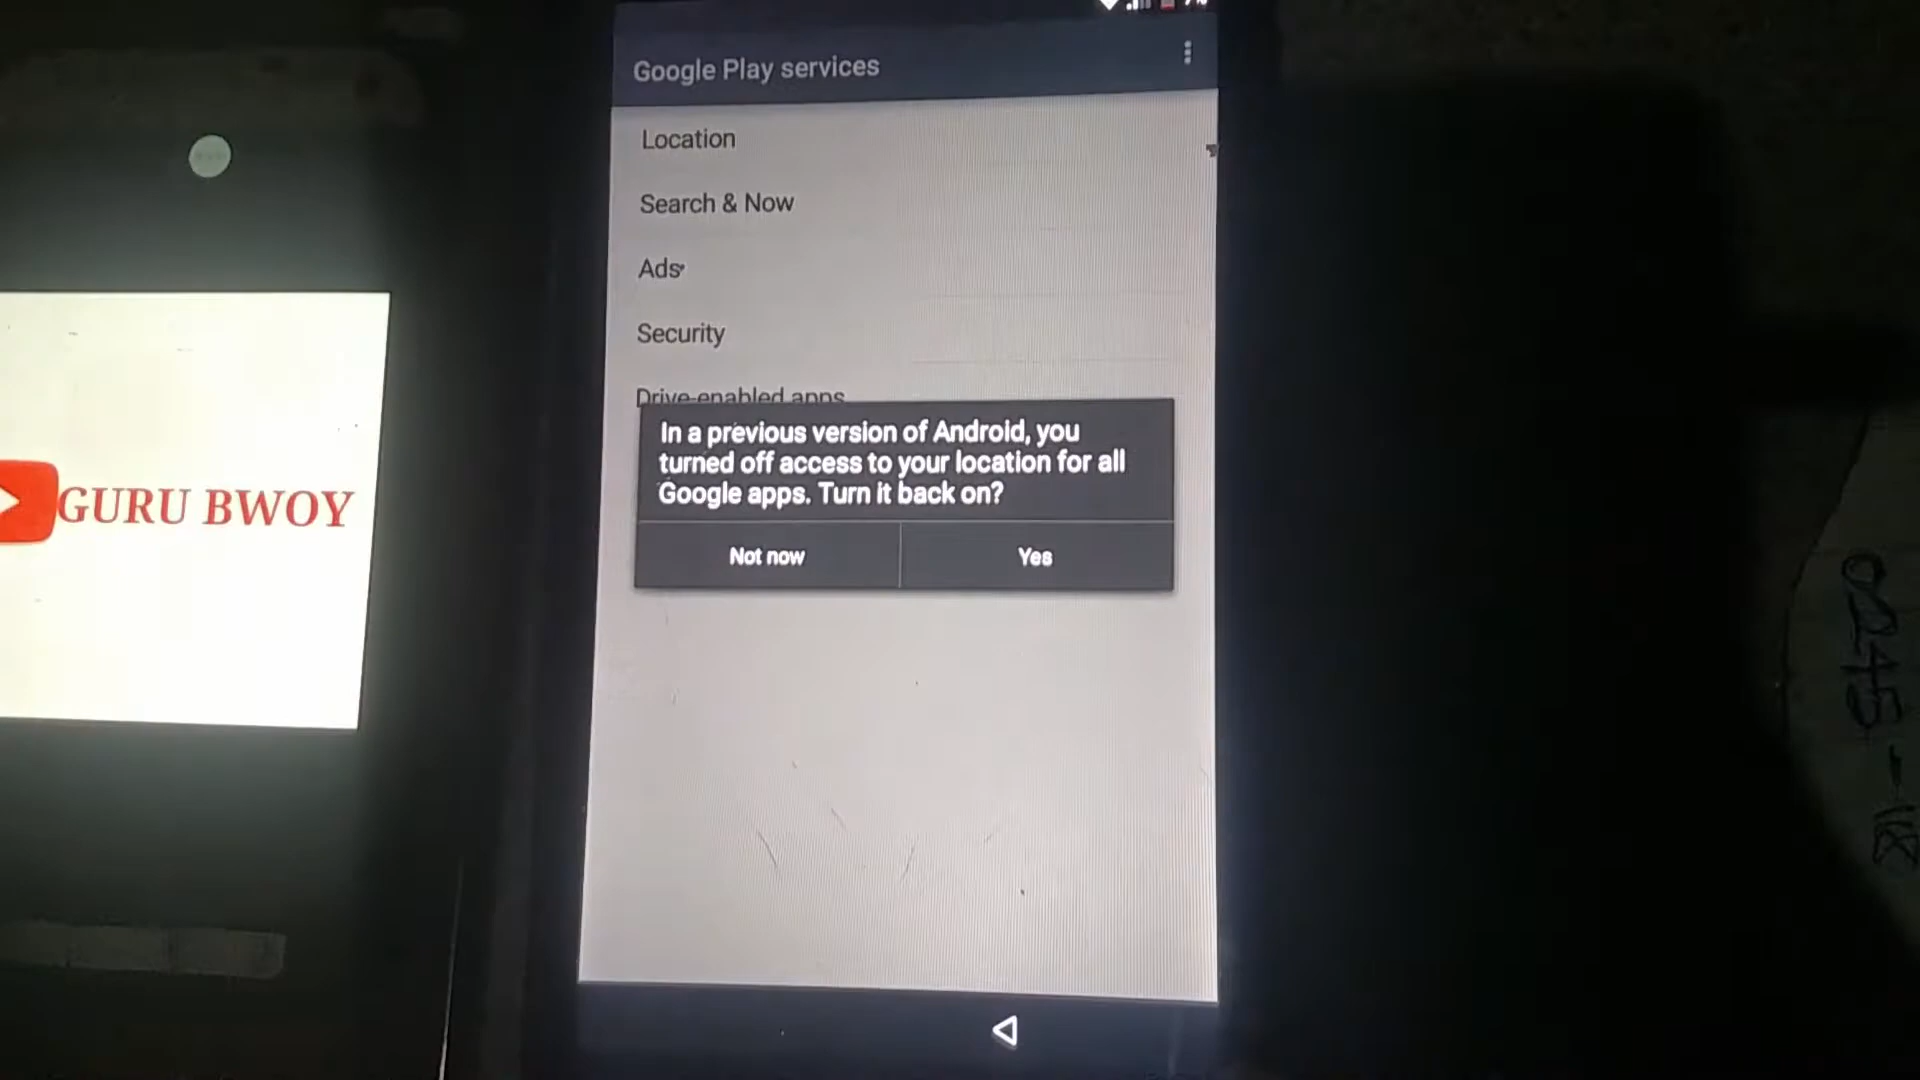 Google Play services
Location
Search & Now
Ads
Security
Drive-enabled apps
In a previous version of Android, you
turned off access to your location for all
Google apps. Turn it back on?
Not now
Yes
GURU BWOY